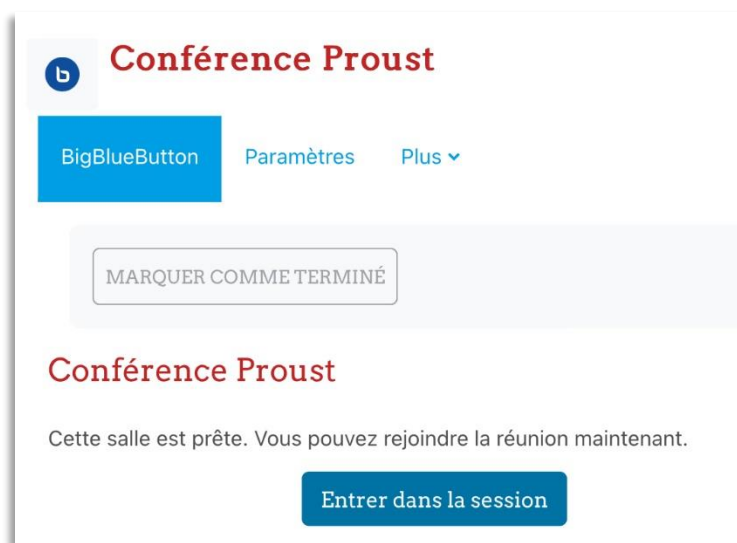 Conférence Proust
BigBlueButton Paramètres Plus
MARQUER COMME TERMINÉ
Conférence Proust
Cette salle est prête. Vous pouvez rejoindre la réunion maintenant.
Entrer dans la session